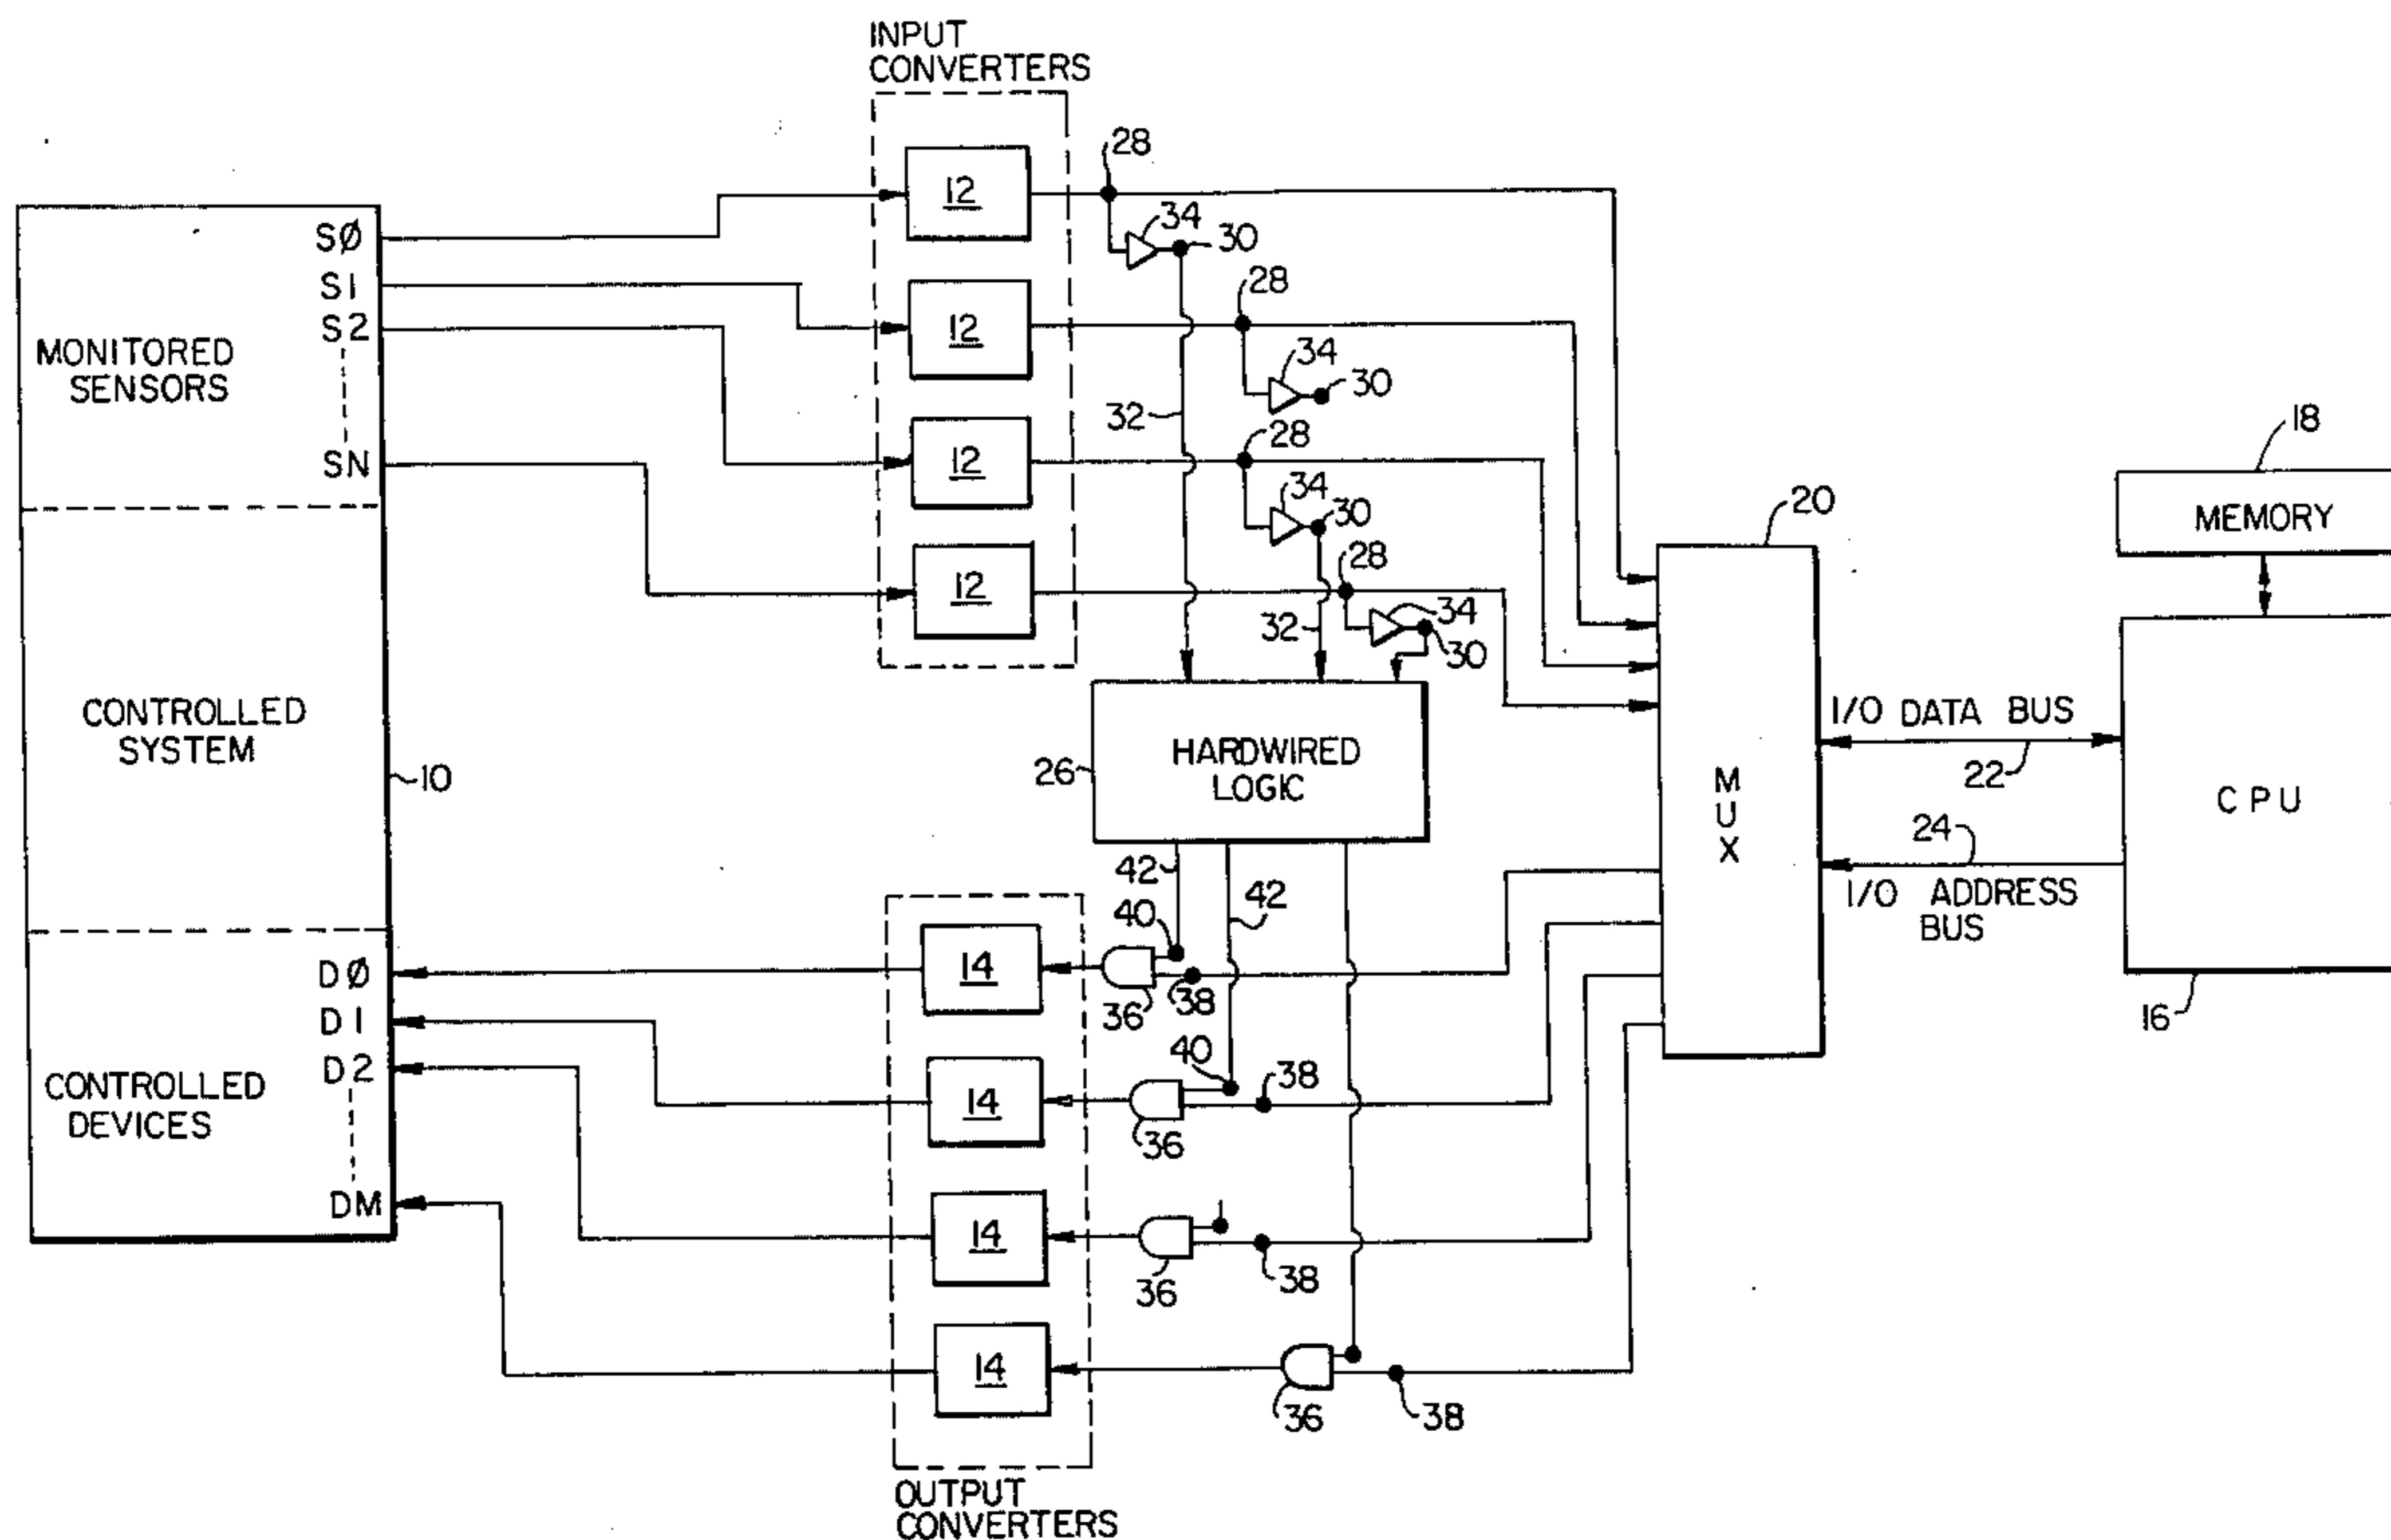 INPUT
CONVERTERS
12
28
34
30
SØ
S1
S2
SN
MONITORED
SENSORS
12
28
34
30
32
12
28
34
30
12
28
34
30
32
18
MEMORY
20
CONTROLLED
SYSTEM
10
26
HARDWIRED
LOGIC
MUX
I/O DATA BUS
22
CPU
24
I/O ADDRESS
BUS
16
42
42
40
14
36
38
DØ
D1
D2
DM
CONTROLLED
DEVICES
40
38
14
36
14
36
38
14
36
38
OUTPUT
CONVERTERS